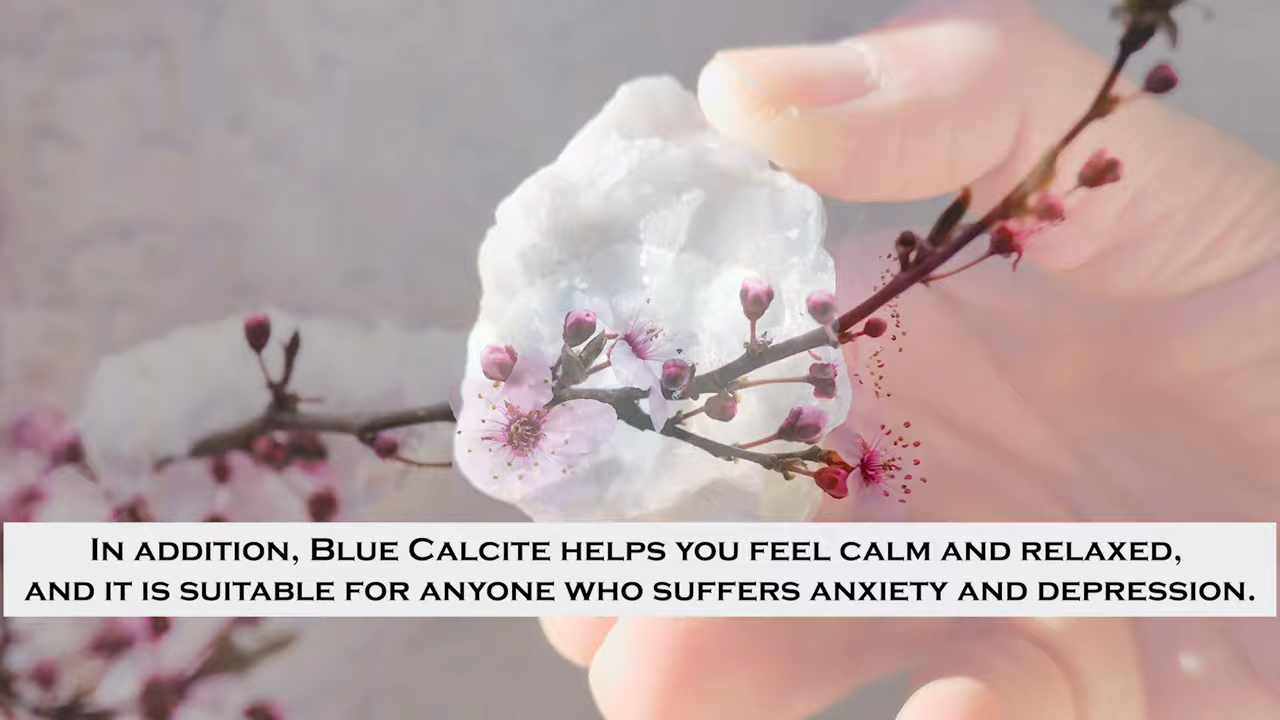 In addition, Blue Calcite helps you feel calm and relaxed,
and it is suitable for anyone who suffers anxiety and depression.